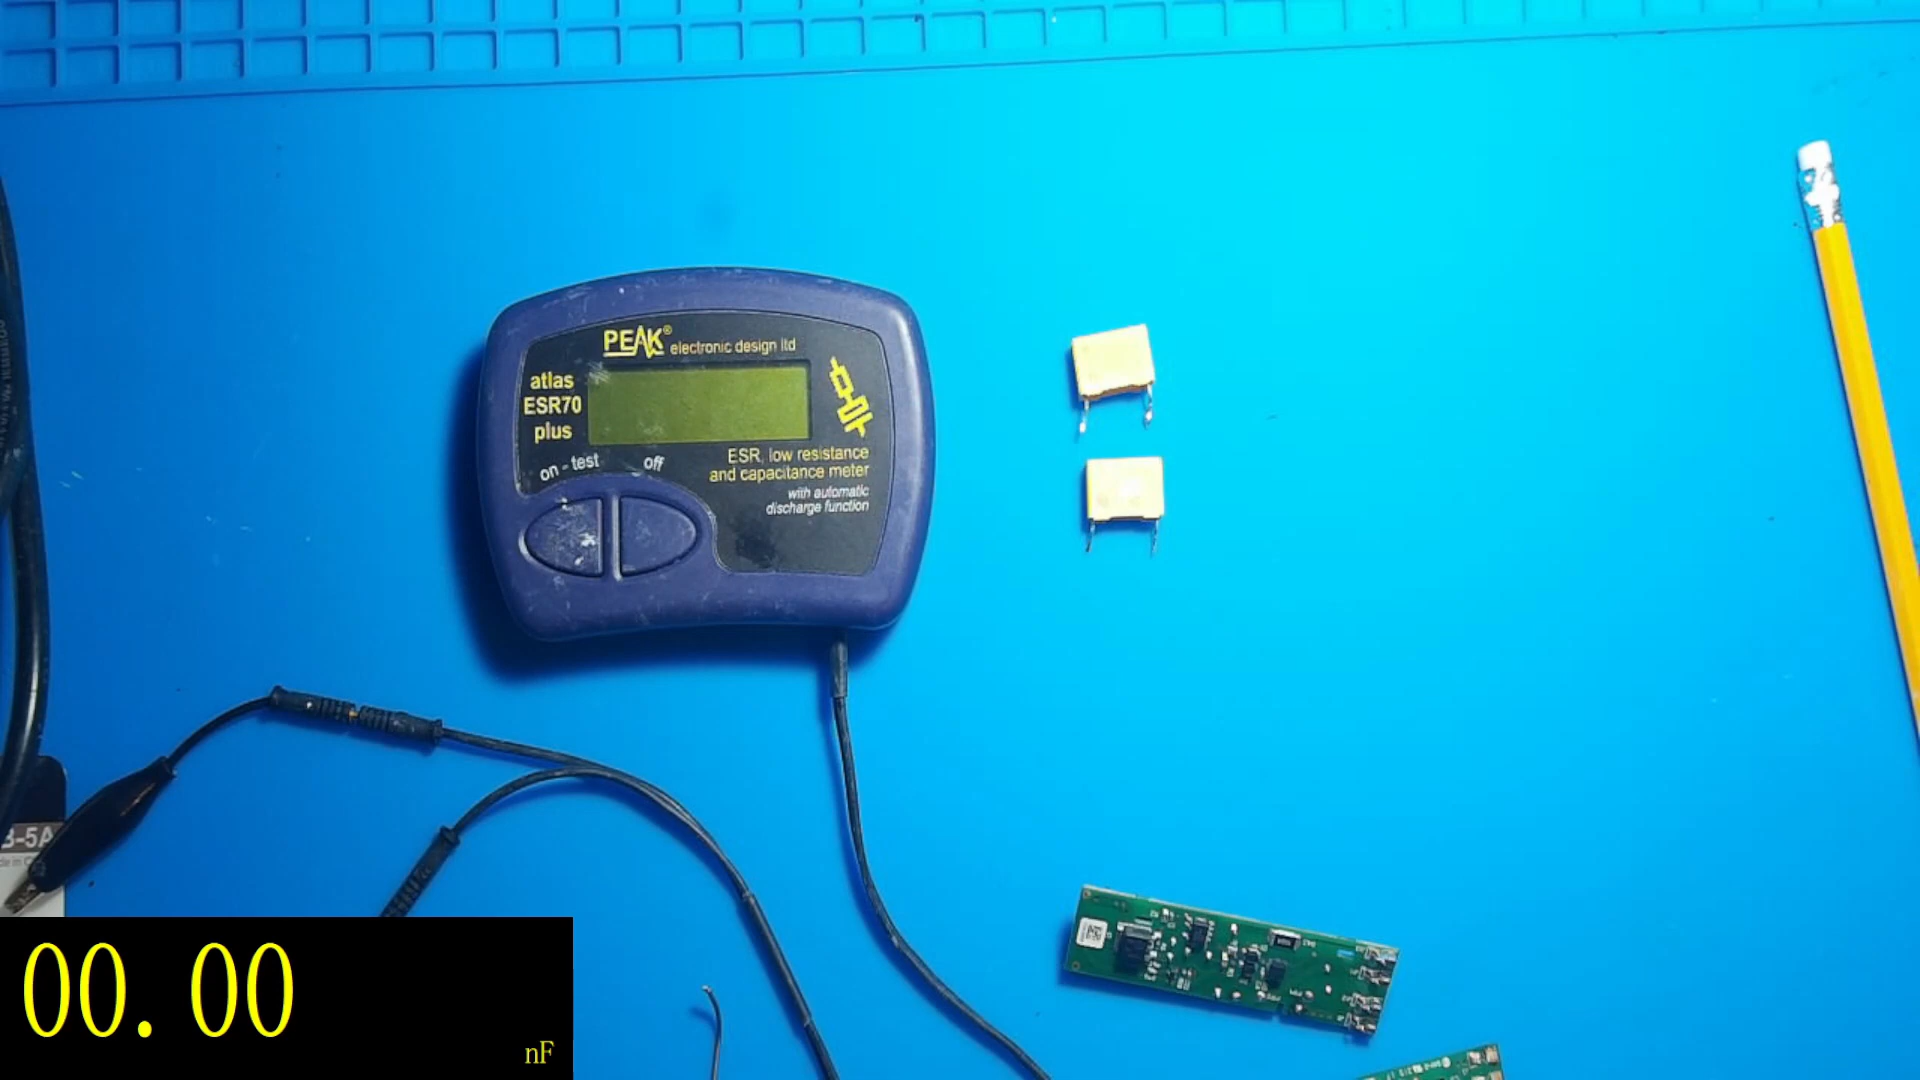 PEAK®
electronic design ltd
atlas
ESR70
plus
on - test
off
ESR, low resistance
and capacitance meter
with automatic
discharge function
B-5A
00.00
nF